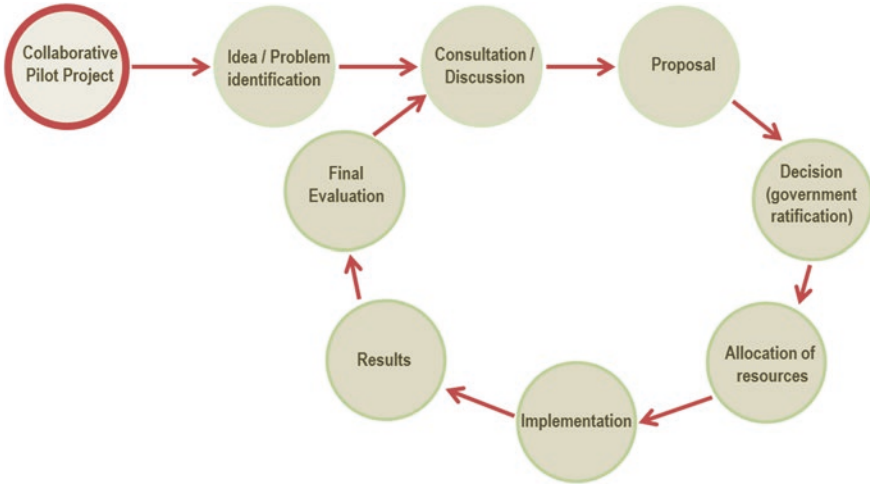 Collaborative
Pilot Project
Idea / Problem
identification
Consultation /
Discussion
Proposal
Decision
(government
ratification)
Allocation of
resources
Implementation
Results
Final
Evaluation